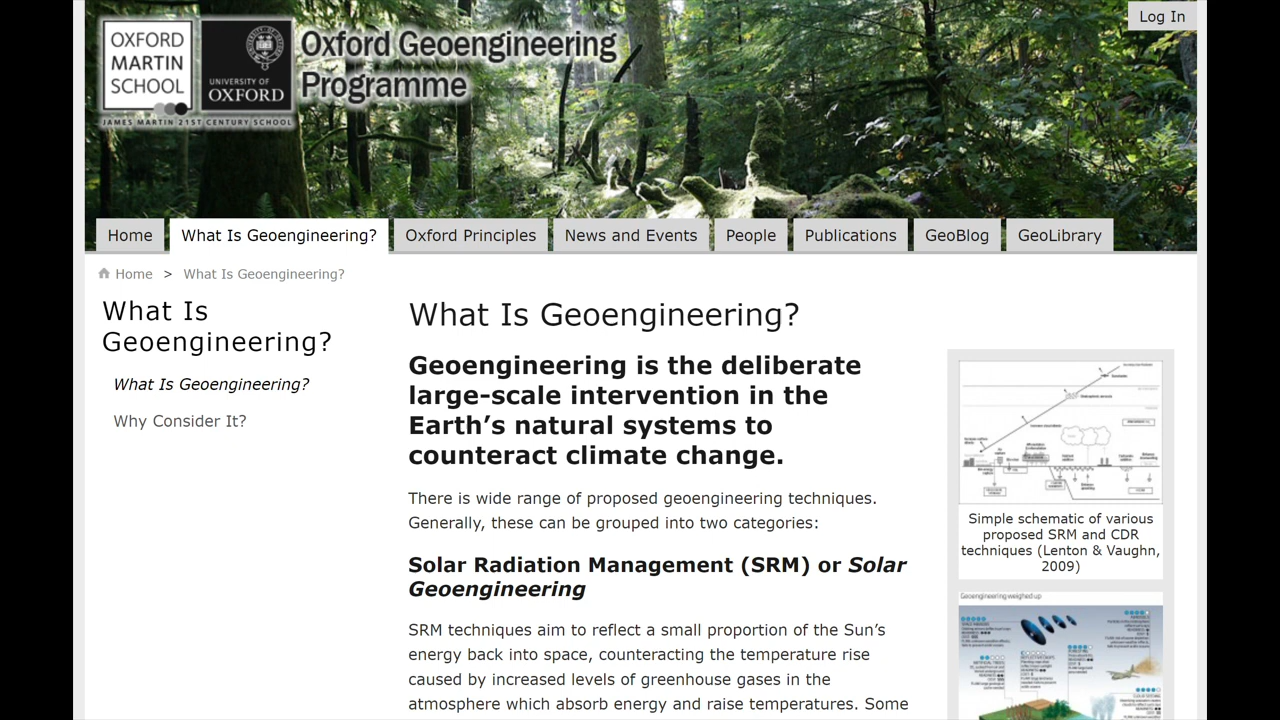 Log In
OXFORD
MARTIN
SCHOOL
UNIVERSITY OF
OXFORD
JAMES MARTIN 21ST CENTURY SCHOOL
Oxford Geoengineering
Programme
Home
What Is Geoengineering?
Oxford Principles
News and Events
People
Publications
GeoBlog
GeoLibrary
Home > What Is Geoengineering?
What Is
Geoengineering?
What Is Geoengineering?
Why Consider It?
What Is Geoengineering?
Geoengineering is the deliberate
large-scale intervention in the
Earth’s natural systems to
counteract climate change.
There is wide range of proposed geoengineering techniques.
Generally, these can be grouped into two categories:
Solar Radiation Management (SRM) or Solar
Geoengineering
SRM techniques aim to reflect a small proportion of the Sun's
energy back into space, counteracting the temperature rise
caused by increased levels of greenhouse gases in the
atmosphere which absorb energy and raise temperatures. Some
Simple schematic of various
proposed SRM and CDR
techniques (Lenton & Vaughn,
2009)
Geoengineering weighed up